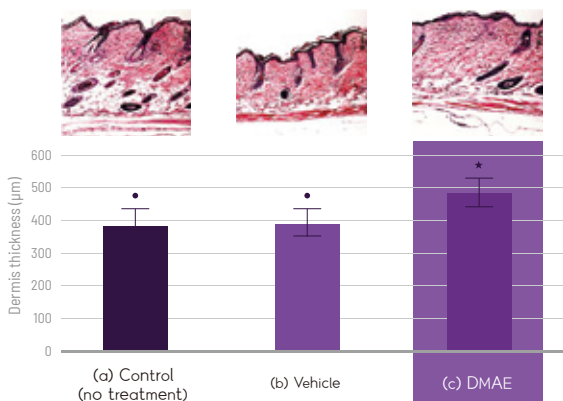 Dermis thickness (µm)
600
500
400
300
200
100
0
(a) Control
(no treatment)
(b) Vehicle
(c) DMAE